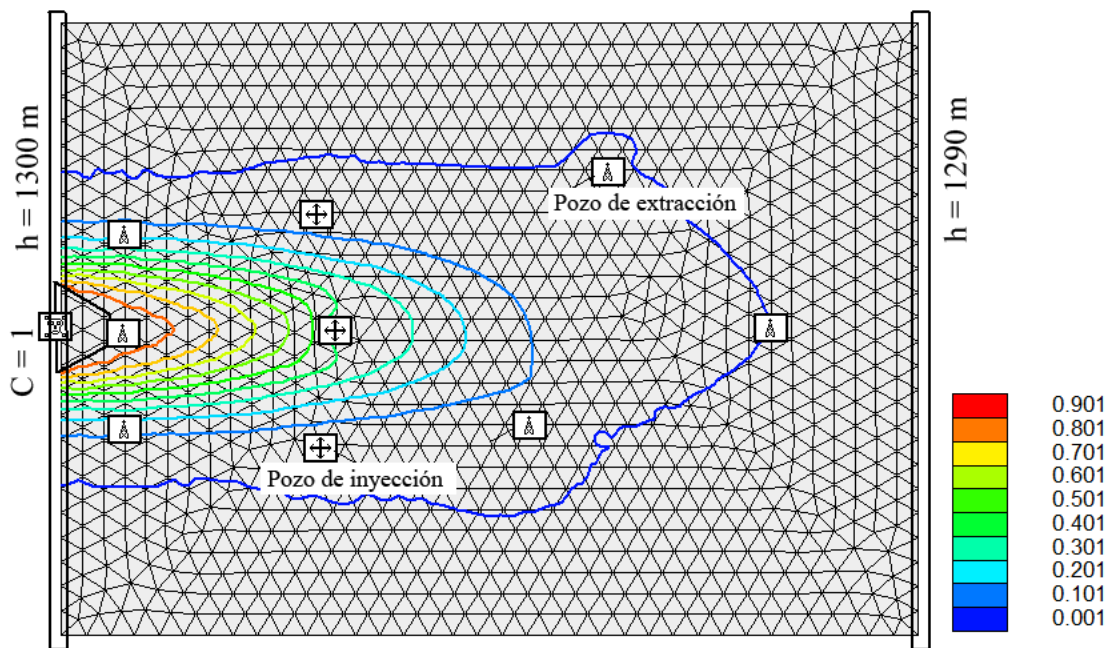 h = 1300 m
C = 1
Pozo de extracción
Pozo de inyección
h = 1290 m
0.901
0.801
0.701
0.601
0.501
0.401
0.301
0.201
0.101
0.001